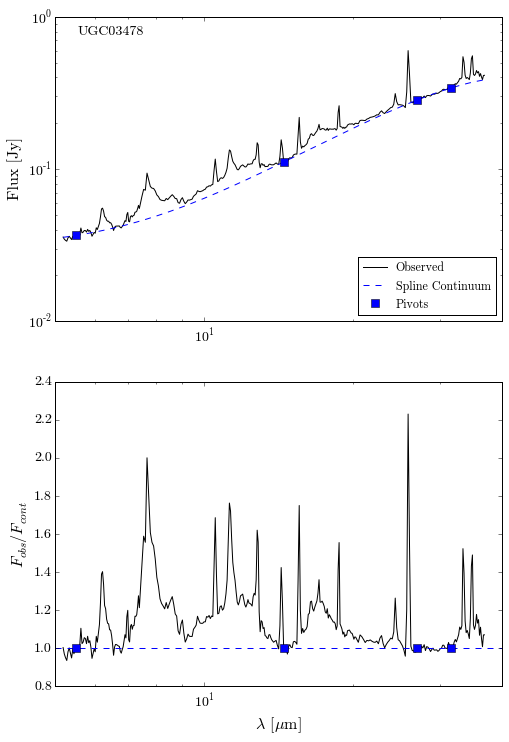 10^0
UGC03478
Flux [Jy]
10^-1
Observed
Spline Continuum
Pivots
10^-2
10^1
2.4
2.2
2.0
1.8
F_obs/F_cont
1.6
1.4
1.2
1.0
0.8
10^1
λ [μm]